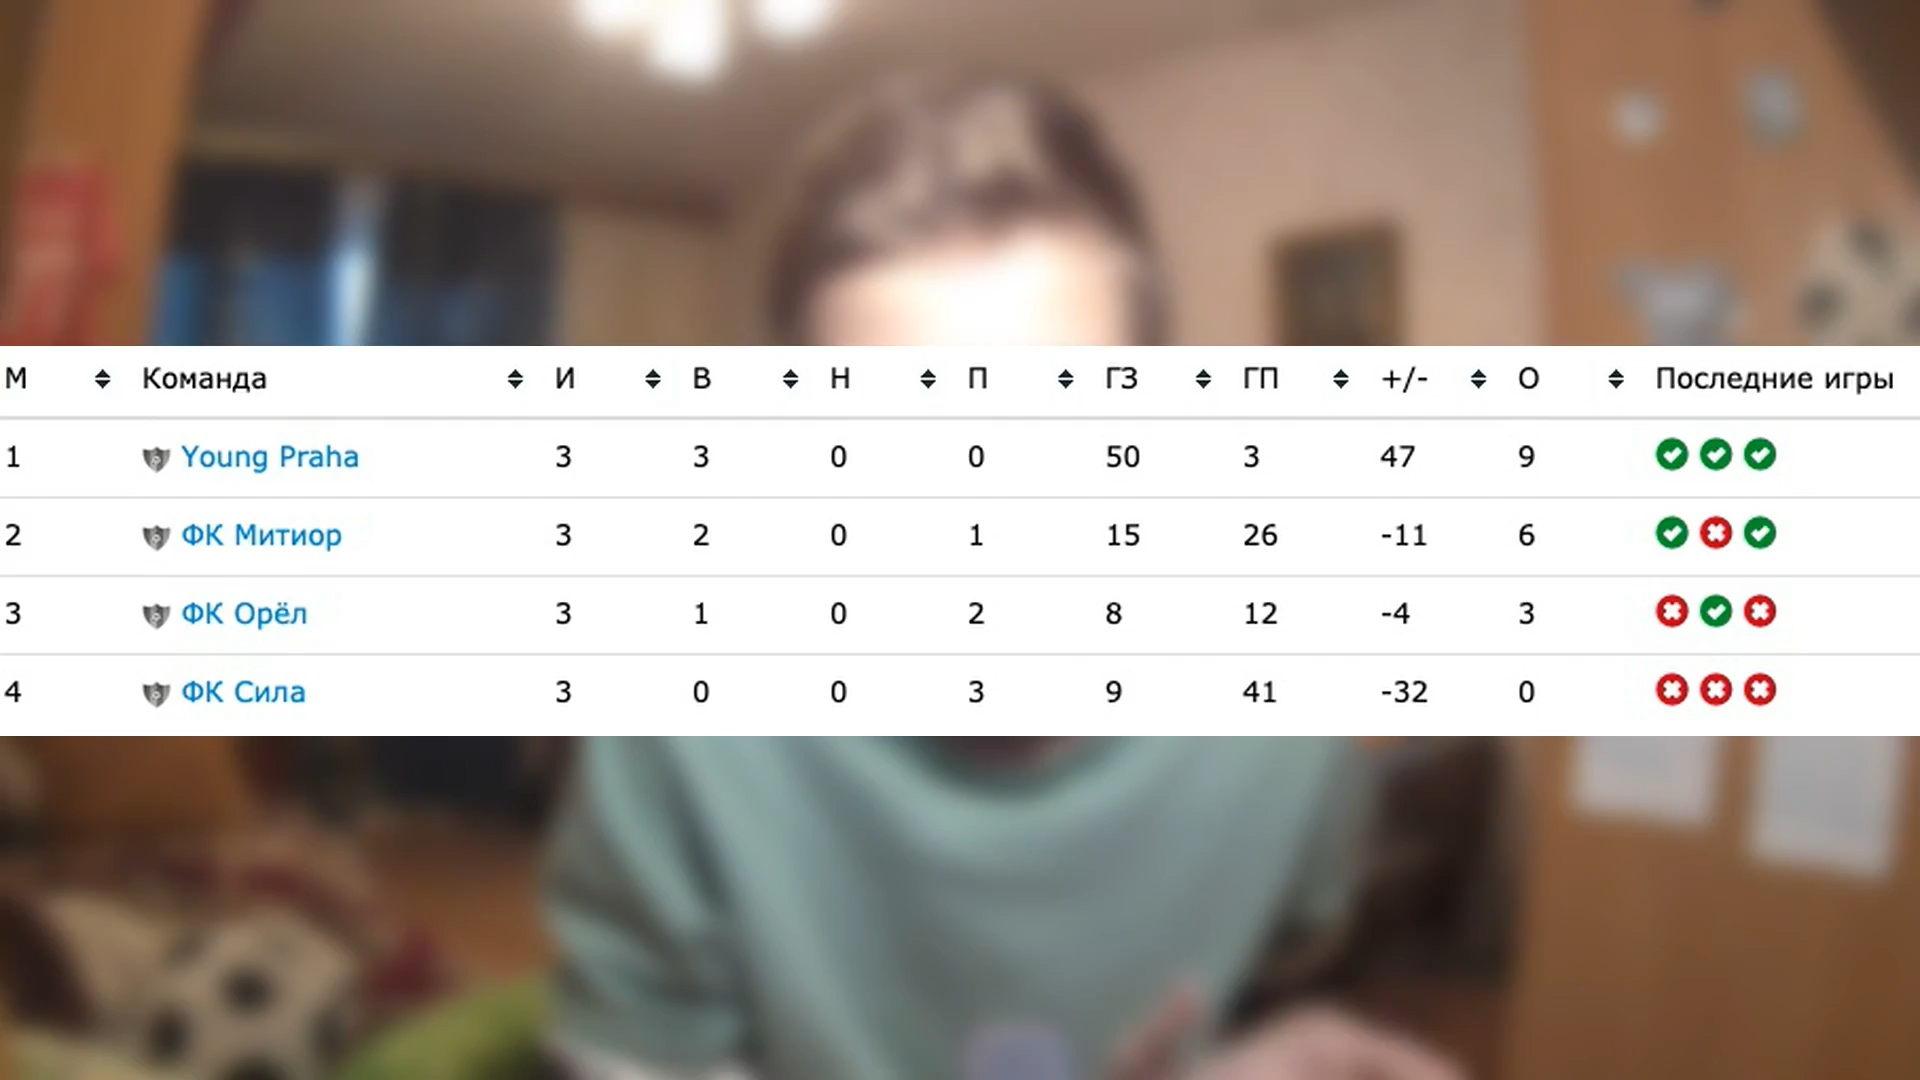 М Команда И В Н П ГЗ ГП +/- О Последние игры
1 Young Praha 3 3 0 0 50 3 47 9
2 ФК Митиор 3 2 0 1 15 26 -11 6
3 ФК Орёл 3 1 0 2 8 12 -4 3
4 ФК Сила 3 0 0 3 9 41 -32 0